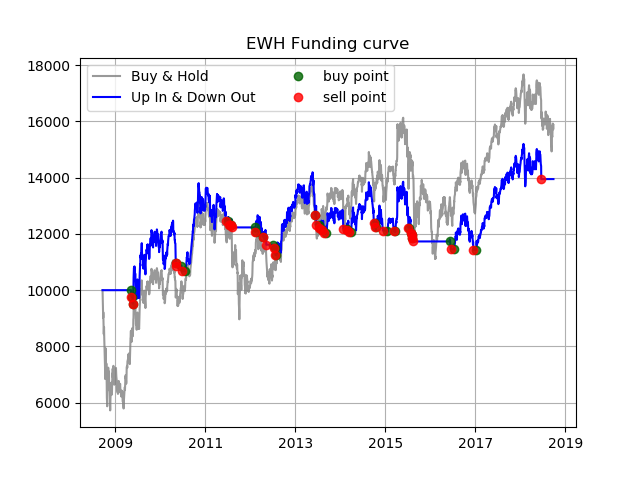 EWH Funding curve
Buy & Hold
Up In & Down Out
buy point
sell point
18000
16000
14000
12000
10000
8000
6000
2009 2011 2013 2015 2017 2019